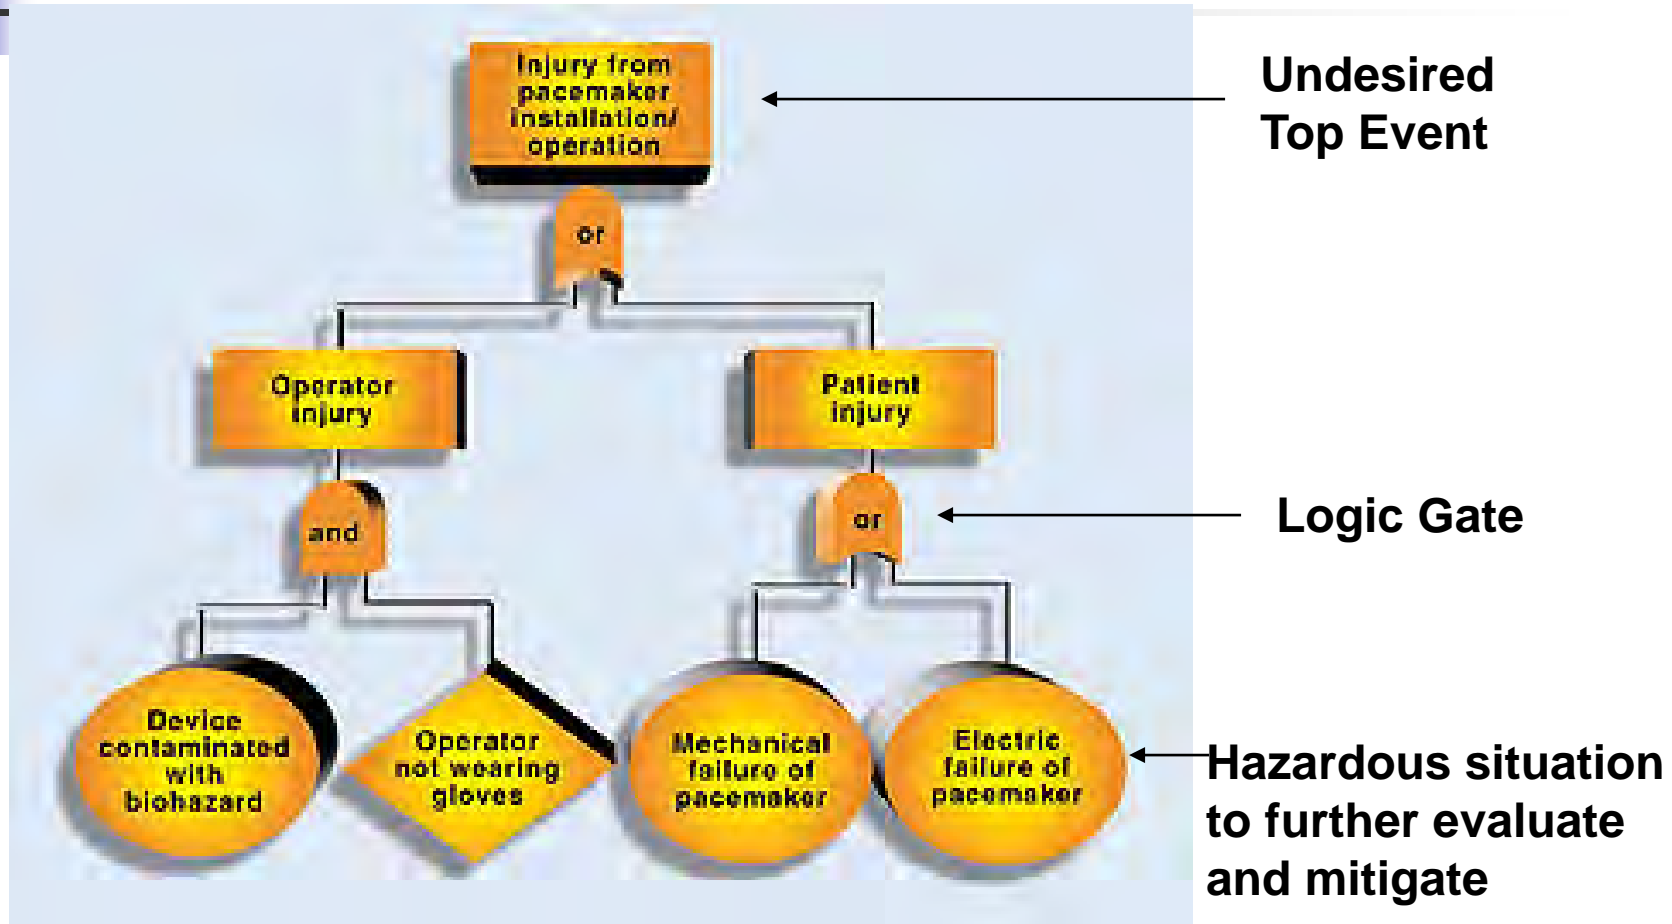 Injury from
pacemaker
installation/
operation
Undesired
Top Event
or
Operator
injury
Patient
injury
and
or
Logic Gate
Device
contaminated
with
biohazard
Operator
not wearing
gloves
Mechanical
failure of
pacemaker
Electric
failure of
pacemaker
Hazardous situation
to further evaluate
and mitigate